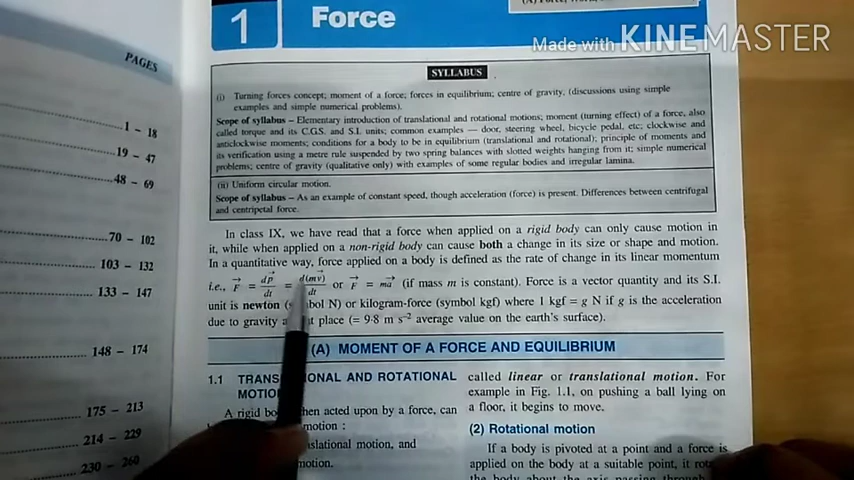 Made with KINEMASTER
PAGES
1 – 18
19 – 47
48 – 69
70 – 102
103 – 132
133 – 147
148 – 174
175 – 213
214 – 229
230 – 260
1 Force
SYLLABUS
(i) Turning forces concept; moment of a force; forces in equilibrium; centre of gravity, (discussions using simple
examples and simple numerical problems).
Scope of syllabus – Elementary introduction of translational and rotational motions; moment (turning effect) of a force, also
called torque and its C.G.S. and S.I. units; common examples — door, steering wheel, bicycle pedal, etc; clockwise and
anticlockwise moments; conditions for a body to be in equilibrium (translational and rotational); principle of moments and
its verification using a metre rule suspended by two spring balances with slotted weights hanging from it; simple numerical
problems; centre of gravity (qualitative only) with examples of some regular bodies and irregular lamina.
(ii) Uniform circular motion.
Scope of syllabus – As an example of constant speed, though acceleration (force) is present. Differences between centrifugal
and centripetal force.
In class IX, we have read that a force when applied on a rigid body can only cause motion in
it, while when applied on a non-rigid body can cause both a change in its size or shape and motion.
In a quantitative way, force applied on a body is defined as the rate of change in its linear momentum
i.e., F⃗ = dp⃗/dt = d(mv⃗)/dt or F⃗ = ma⃗ (if mass m is constant). Force is a vector quantity and its S.I.
unit is newton (symbol N) or kilogram-force (symbol kgf) where 1 kgf = g N if g is the acceleration
due to gravity at place (= 9·8 m s⁻² average value on the earth's surface).
(A) MOMENT OF A FORCE AND EQUILIBRIUM
1.1 TRANS ONAL AND ROTATIONAL
MOTION
A rigid bo hen acted upon by a force, can
motion :
slational motion, and
motion.
called linear or translational motion. For
example in Fig. 1.1, on pushing a ball lying on
a floor, it begins to move.
(2) Rotational motion
If a body is pivoted at a point and a force is
applied on the body at a suitable point, it
the body about the axis passing through